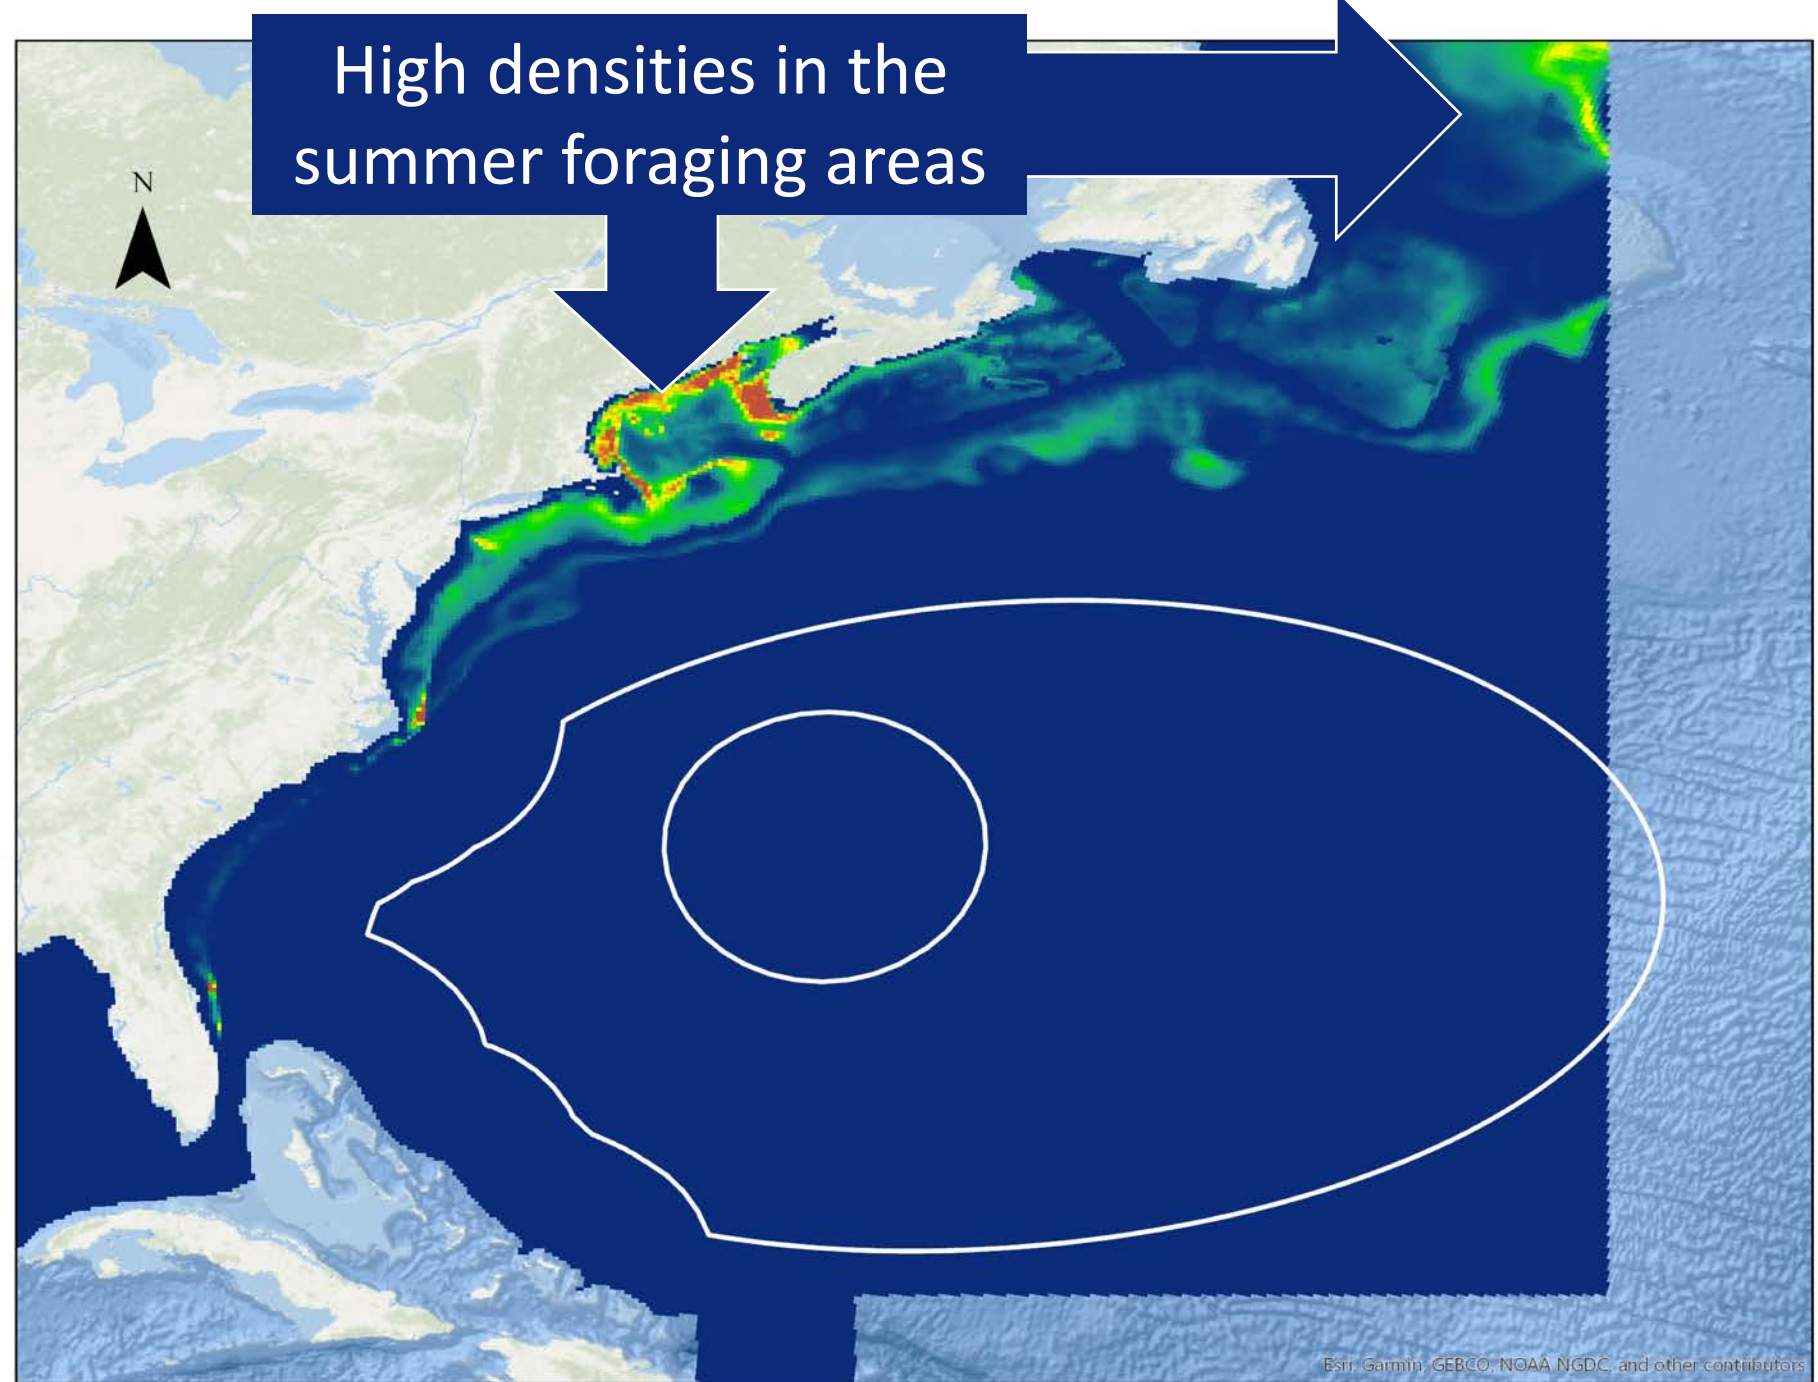 High densities in the
summer foraging areas
N
Esri, Garmin, GEBCO, NOAA NGDC, and other contributors